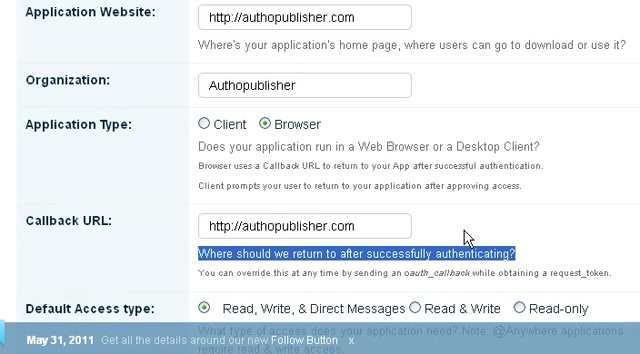 Application Website:
http://authopublisher.com
Where's your application's home page, where users can go to download or use it?
Organization:
Authopublisher
Application Type:
Client Browser
Does your application run in a Web Browser or a Desktop Client?
Browser uses a Callback URL to return to your App after successful authentication.
Client prompts your user to return to your application after approving access.
Callback URL:
http://authopublisher.com
Where should we return to after successfully authenticating?
You can override this at any time by sending an oauth_callback while obtaining a request_token.
Default Access type:
Read, Write, & Direct Messages Read & Write Read-only
What type of access does your application need? Note: @Anywhere applications
May 31, 2011 Get all the details around our new Follow Button x
require read & write access.